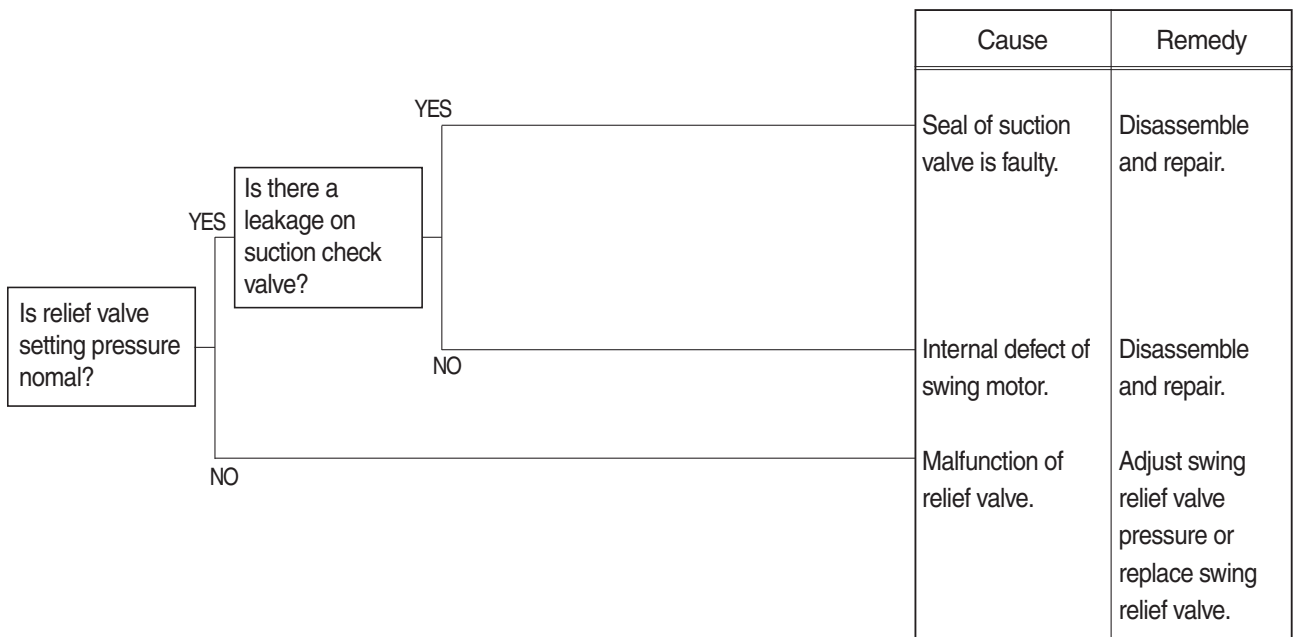 Cause
Remedy
YES
Seal of suction
valve is faulty.
Disassemble
and repair.
Is there a
leakage on
suction check
valve?
YES
Is relief valve
setting pressure
nomal?
NO
Internal defect of
swing motor.
Disassemble
and repair.
NO
Malfunction of
relief valve.
Adjust swing
relief valve
pressure or
replace swing
relief valve.